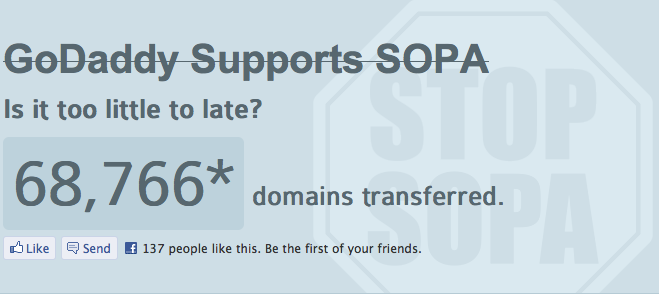 GoDaddy Supports SOPA
Is it too little to late?
68,766* domains transferred.
Like Send 137 people like this. Be the first of your friends.
STOP
SOPA